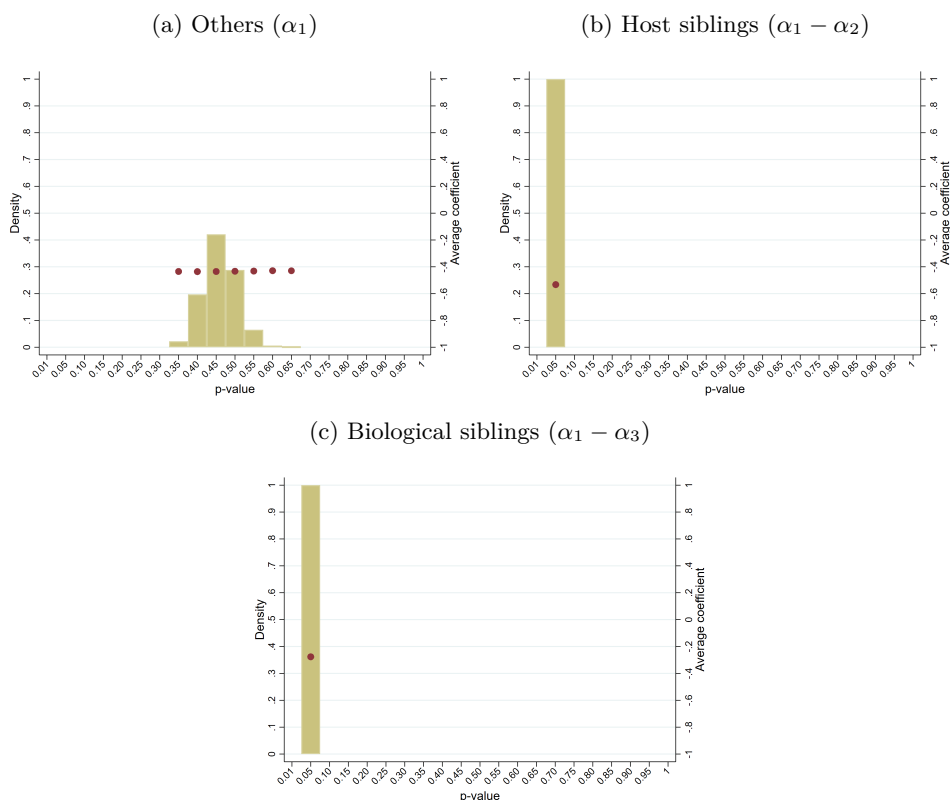 (a) Others (α₁)
(b) Host siblings (α₁ − α₂)
Density
0 .1 .2 .3 .4 .5 .6 .7 .8 .9 1
Average coefficient
-1 -.8 -.6 -.4 -.2 0 .2 .4 .6 .8 1
0.01 0.05 0.10 0.15 0.20 0.25 0.30 0.35 0.40 0.45 0.50 0.55 0.60 0.65 0.70 0.75 0.80 0.85 0.90 0.95 1
p-value
Density
0 .1 .2 .3 .4 .5 .6 .7 .8 .9 1
Average coefficient
-1 -.8 -.6 -.4 -.2 0 .2 .4 .6 .8 1
0.01 0.05 0.10 0.15 0.20 0.25 0.30 0.35 0.40 0.45 0.50 0.55 0.60 0.65 0.70 0.75 0.80 0.85 0.90 0.95 1
p-value
(c) Biological siblings (α₁ − α₃)
Density
0 .1 .2 .3 .4 .5 .6 .7 .8 .9 1
Average coefficient
-1 -.8 -.6 -.4 -.2 0 .2 .4 .6 .8 1
0.01 0.05 0.10 0.15 0.20 0.25 0.30 0.35 0.40 0.45 0.50 0.55 0.60 0.65 0.70 0.75 0.80 0.85 0.90 0.95 1
p-value